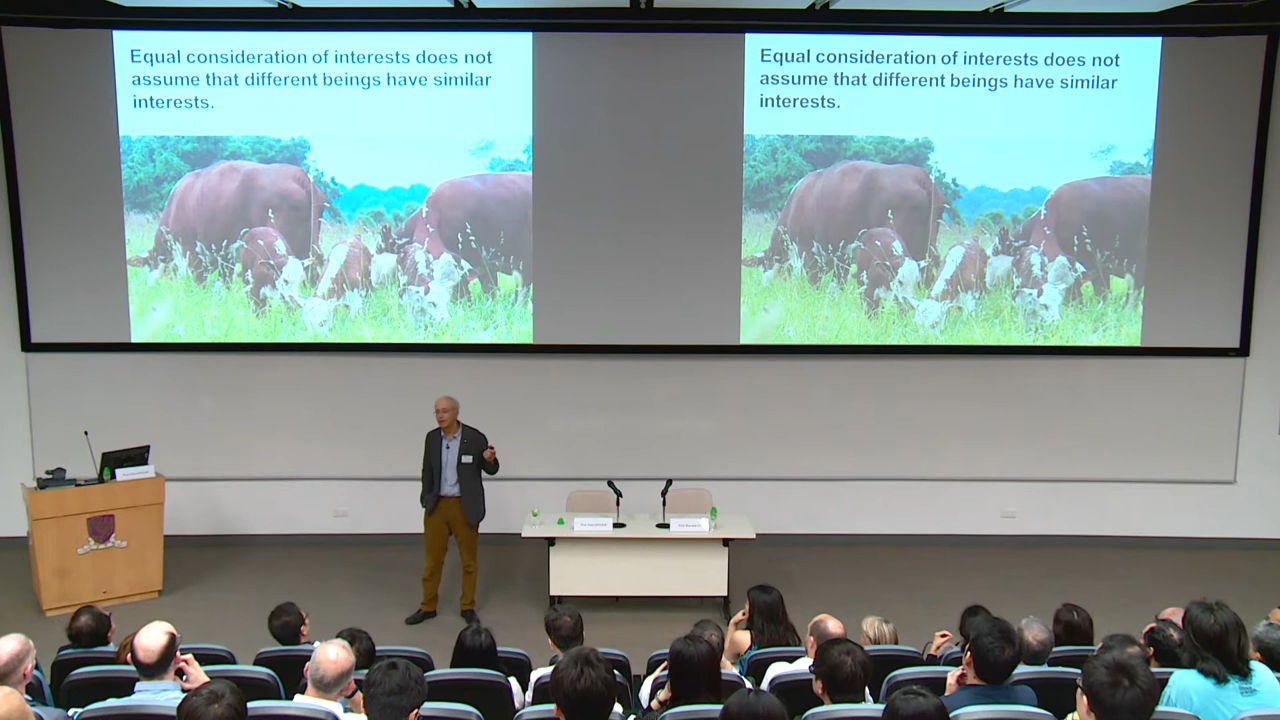 Equal consideration of interests does not
assume that different beings have similar
interests.
Equal consideration of interests does not
assume that different beings have similar
interests.